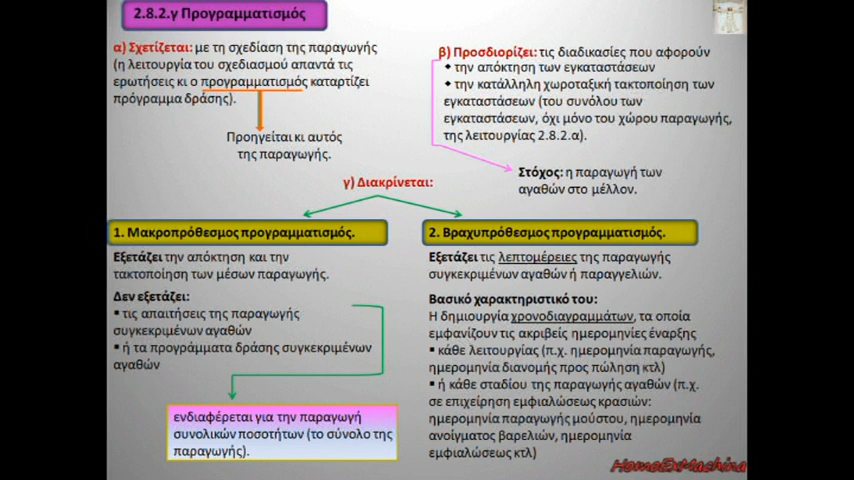 2.8.2.γ Προγραμματισμός
α) Σχετίζεται: με τη σχεδίαση της παραγωγής
(η λειτουργία του σχεδιασμού απαντά τις
ερωτήσεις κι ο προγραμματισμός καταρτίζει
πρόγραμμα δράσης).
Προηγείται κι αυτός
της παραγωγής.
β) Προσδιορίζει: τις διαδικασίες που αφορούν
♦ την απόκτηση των εγκαταστάσεων
♦ την κατάλληλη χωροταξική τακτοποίηση των
εγκαταστάσεων (του συνόλου των
εγκαταστάσεων, όχι μόνο του χώρου παραγωγής,
της λειτουργία 2.8.2.α).
Στόχος: η παραγωγή των
αγαθών στο μέλλον.
γ) Διακρίνεται:
1. Μακροπρόθεσμος προγραμματισμός.
Εξετάζει την απόκτηση και την
τακτοποίηση των μέσων παραγωγής.
Δεν εξετάζει:
▪ τις απαιτήσεις της παραγωγής
συγκεκριμένων αγαθών
▪ ή τα προγράμματα δράσης συγκεκριμένων
αγαθών
ενδιαφέρεται για την παραγωγή
συνολικών ποσοτήτων (το σύνολο της
παραγωγής).
2. Βραχυπρόθεσμος προγραμματισμός.
Εξετάζει τις λεπτομέρειες της παραγωγής
συγκεκριμένων αγαθών ή παραγγελιών.
Βασικό χαρακτηριστικό του:
Η δημιουργία χρονοδιαγραμμάτων, τα οποία
εμφανίζουν τις ακριβείς ημερομηνίες έναρξης
▪ κάθε λειτουργίας (π.χ. ημερομηνία παραγωγής,
ημερομηνία διανομής προς πώληση κτλ)
▪ ή κάθε σταδίου της παραγωγής αγαθών (π.χ.
σε επιχείρηση εμφιαλώσεως κρασιών:
ημερομηνία παραγωγής μούστου, ημερομηνία
ανοίγματος βαρελιών, ημερομηνία
εμφιαλώσεως κτλ)
HomoExMachina